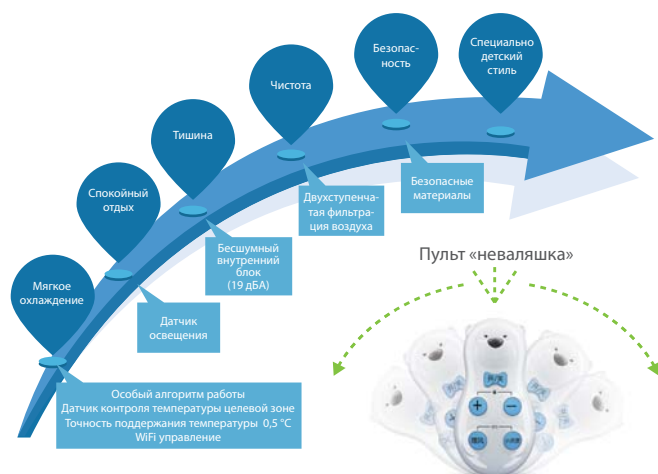 Мягкое
охлаждение
Спокойный
отдых
Тишина
Чистота
Безопас-
ность
Специально
детский
стиль
Особый алгоритм работы
Датчик контроля температуры целевой зоне
Точность поддержания температуры 0,5 °C
WiFi управление
Датчик
освещения
Бесшумный
внутренний
блок
(19 дБА)
Двухступенча-
тая фильтра-
ция воздуха
Безопасные
материалы
Пульт «неваляшка»
+
−